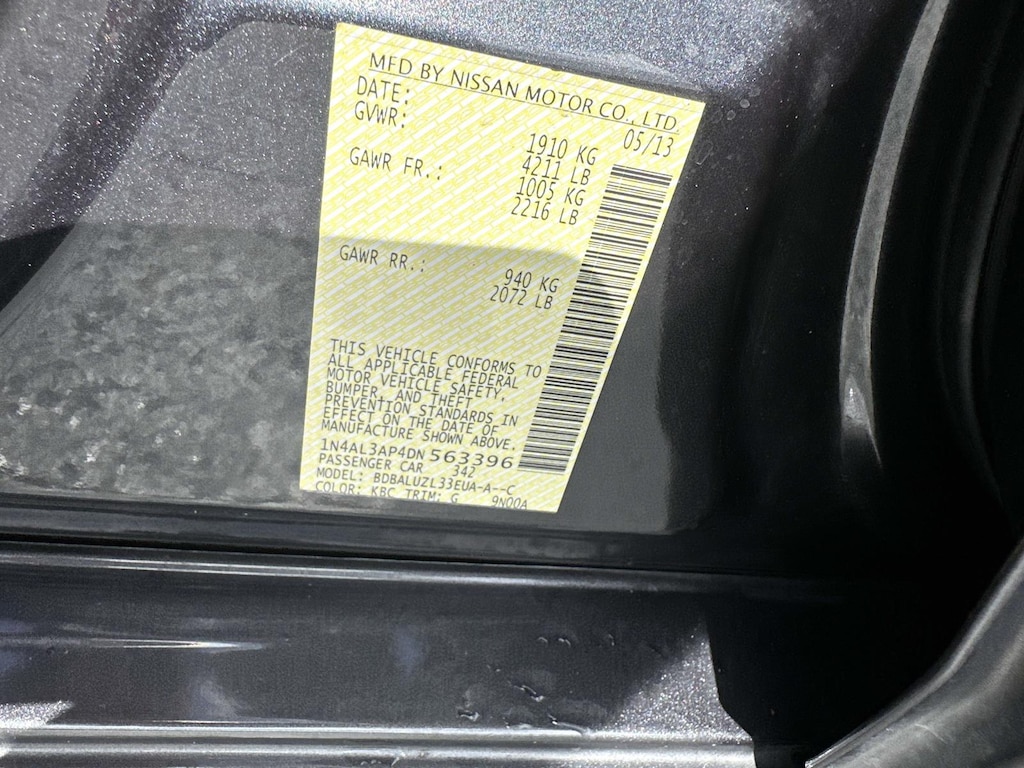 MFD BY NISSAN MOTOR CO., LTD.
DATE: 05/13
GVWR: 1910 KG
4211 LB
GAWR FR.: 1005 KG
2216 LB
GAWR RR.: 940 KG
2072 LB
THIS VEHICLE CONFORMS TO
ALL APPLICABLE FEDERAL
MOTOR VEHICLE SAFETY,
BUMPER, AND THEFT
PREVENTION STANDARDS IN
EFFECT ON THE DATE OF
MANUFACTURE SHOWN ABOVE.
1N4AL3AP4DN 563396
PASSENGER CAR 342
MODEL: BDBALUZL33EUA-A--C
COLOR: KBC TRIM: G 9N00A